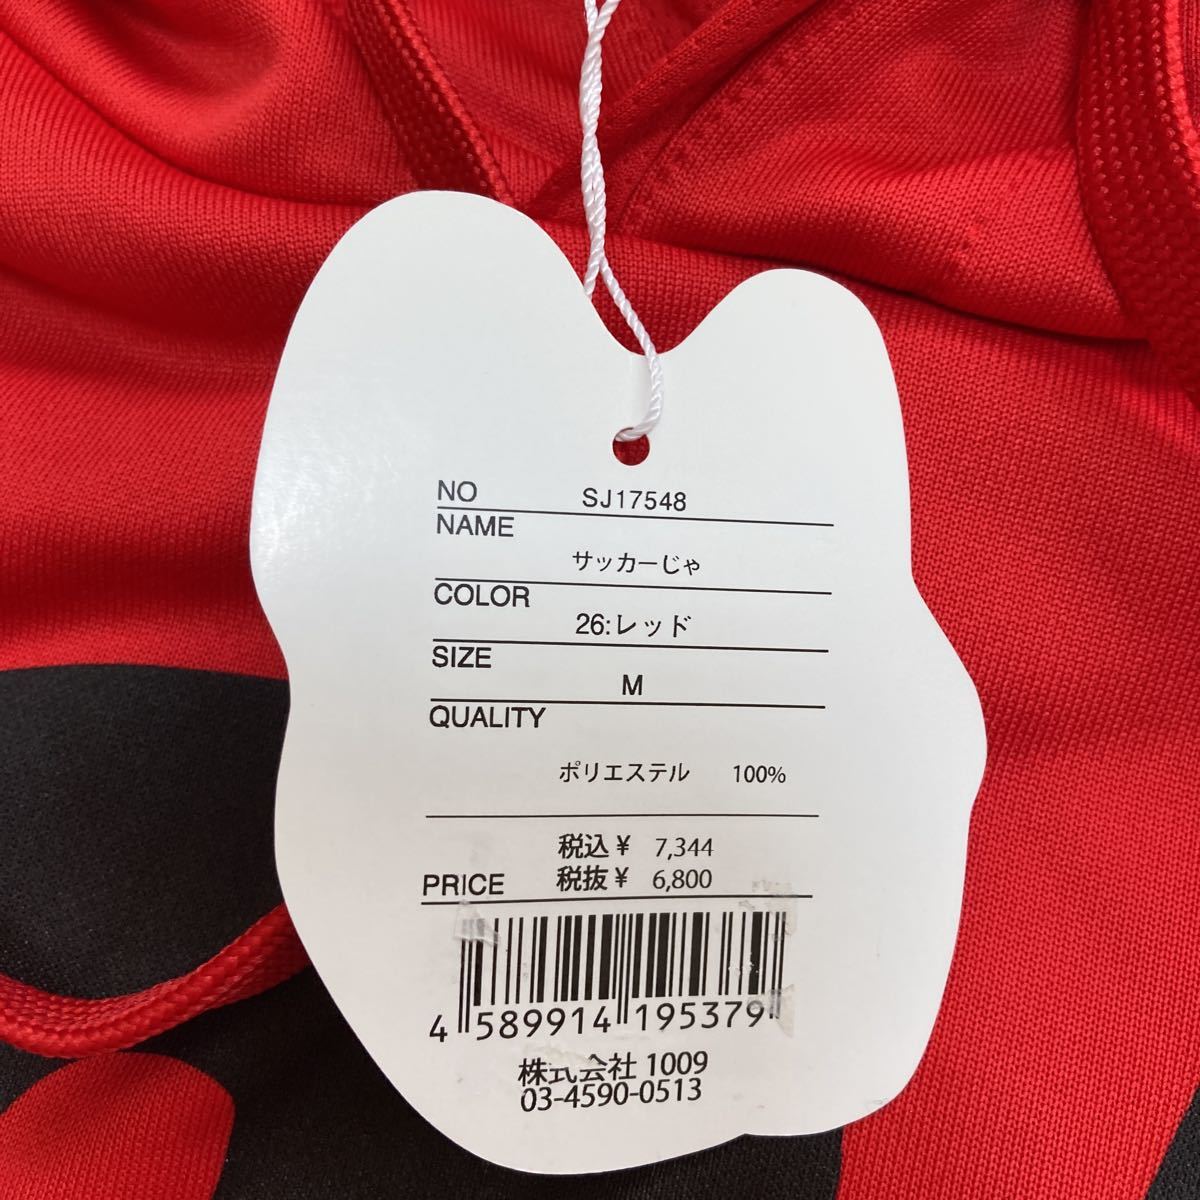 NO SJ17548
NAME
サッカーじゃ
COLOR
26:レッド
SIZE
M
QUALITY
ポリエステル 100%
税込¥ 7,344
PRICE 税抜¥ 6,800
4 589914 195379
株式会社 1009
03-4590-0513